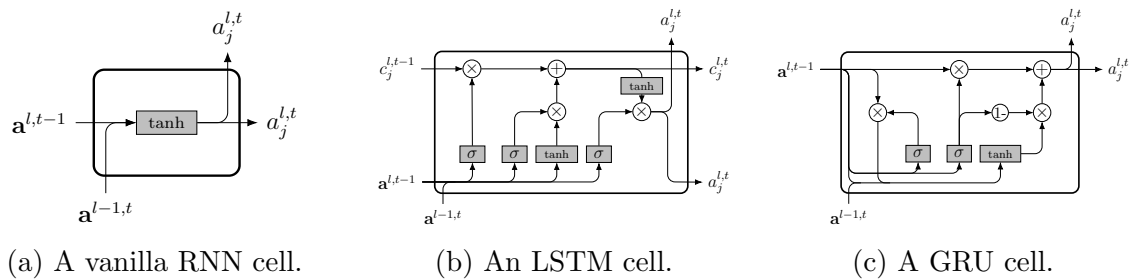 a_j^{l,t}
tanh
a^{l,t-1}
a_j^{l,t}
a^{l-1,t}
(a) A vanilla RNN cell.
a_j^{l,t}
c_j^{l,t-1}
×
+
c_j^{l,t}
tanh
×
×
σ
σ
tanh
σ
a^{l,t-1}
a_j^{l,t}
a^{l-1,t}
(b) An LSTM cell.
a_j^{l,t}
a^{l,t-1}
×
+
a_j^{l,t}
×
1-
×
σ
σ
tanh
a^{l-1,t}
(c) A GRU cell.